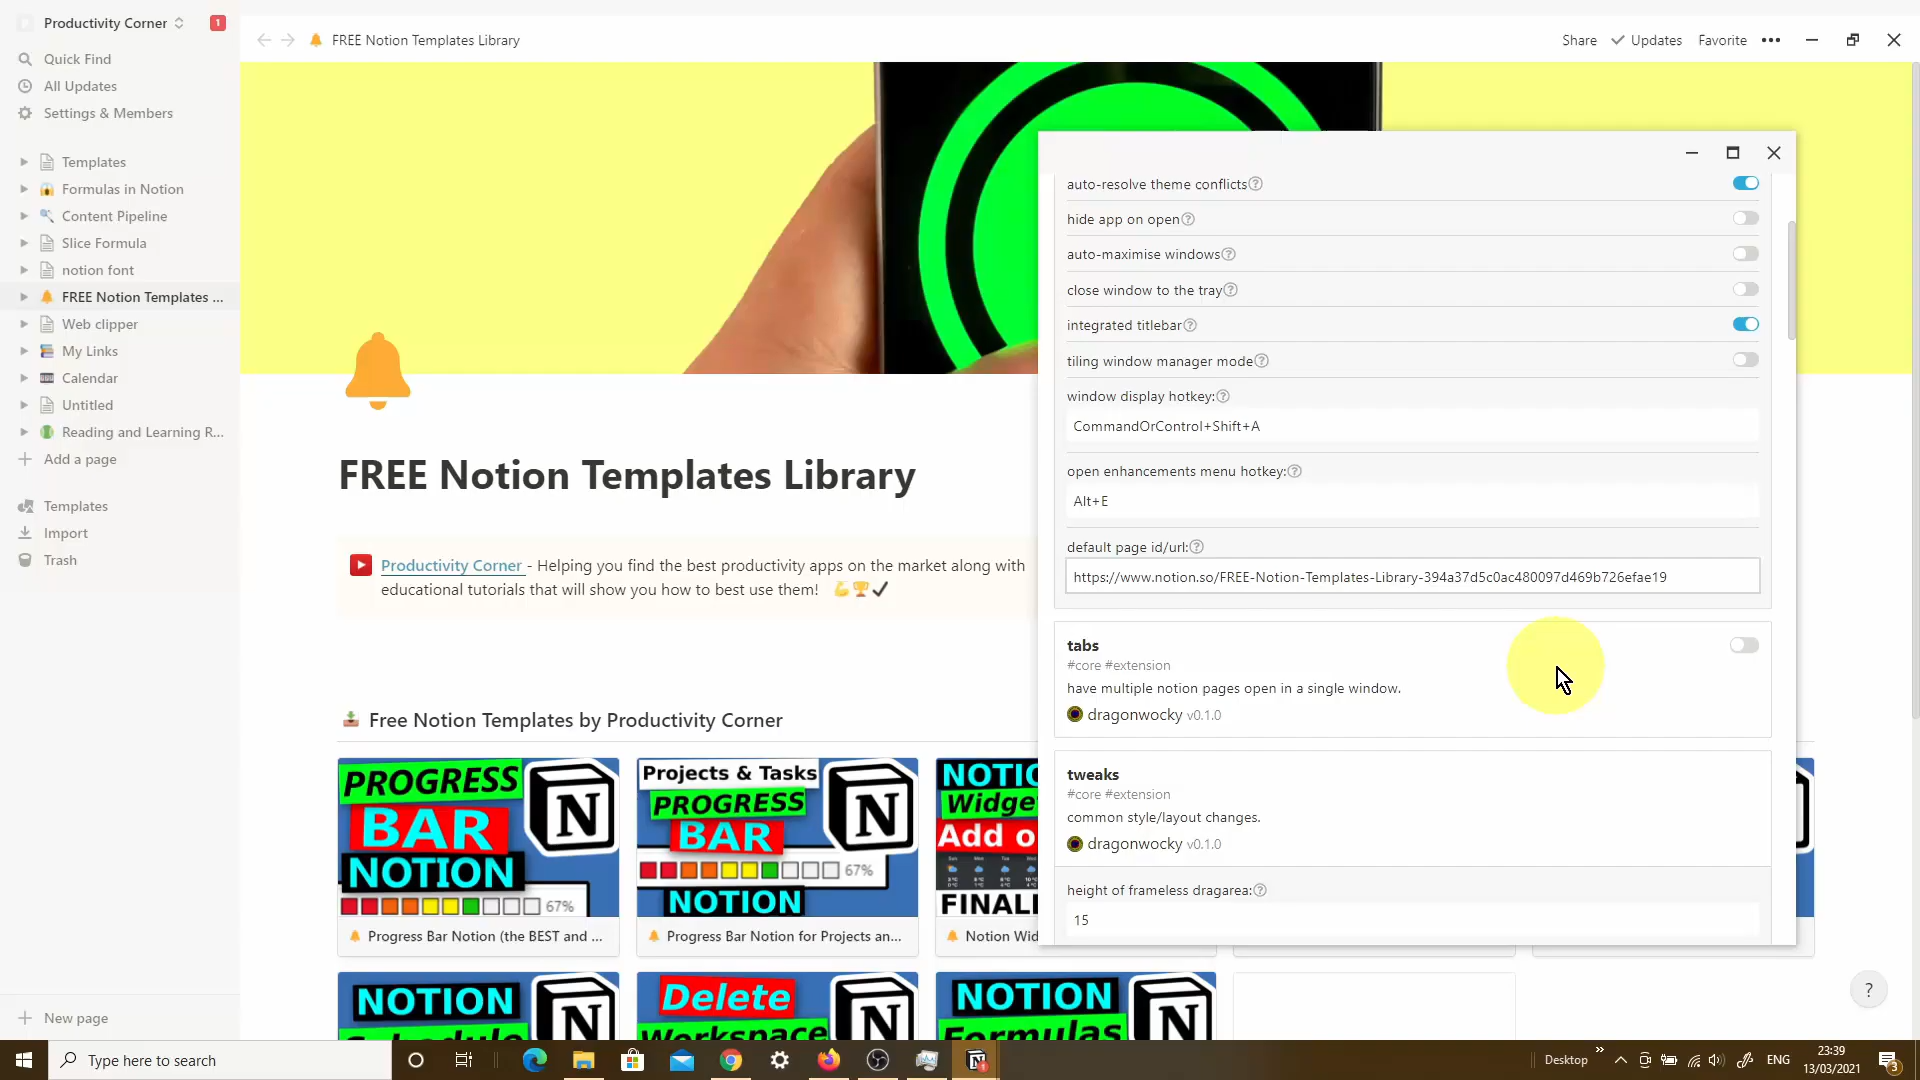 Productivity Corner
1
Quick Find
All Updates
Settings & Members
Templates
Formulas in Notion
Content Pipeline
Slice Formula
notion font
FREE Notion Templates ...
Web clipper
My Links
Calendar
Untitled
Reading and Learning R...
Add a page
Templates
Import
Trash
New page
FREE Notion Templates Library
Share
Updates
Favorite
FREE Notion Templates Library
Productivity Corner - Helping you find the best productivity apps on the market along with
educational tutorials that will show you how to best use them!
Free Notion Templates by Productivity Corner
PROGRESS
BAR
NOTION
67%
N
Progress Bar Notion (the BEST and ...
Projects & Tasks
PROGRESS
BAR
67%
NOTION
N
Progress Bar Notion for Projects an...
FINAL
Notion Wid
NOTION
N
Delete
Workspace
N
NOTION
Formulas
N
auto-resolve theme conflicts
hide app on open
auto-maximise windows
close window to the tray
integrated titlebar
tiling window manager mode
window display hotkey:
CommandOrControl+Shift+A
open enhancements menu hotkey:
Alt+E
default page id/url:
https://www.notion.so/FREE-Notion-Templates-Library-394a37d5c0ac480097d469b726efae19
tabs
#core #extension
have multiple notion pages open in a single window.
dragonwocky v0.1.0
tweaks
#core #extension
common style/layout changes.
dragonwocky v0.1.0
height of frameless dragarea:
15
?
Type here to search
Desktop
ENG
23:39
13/03/2021
3